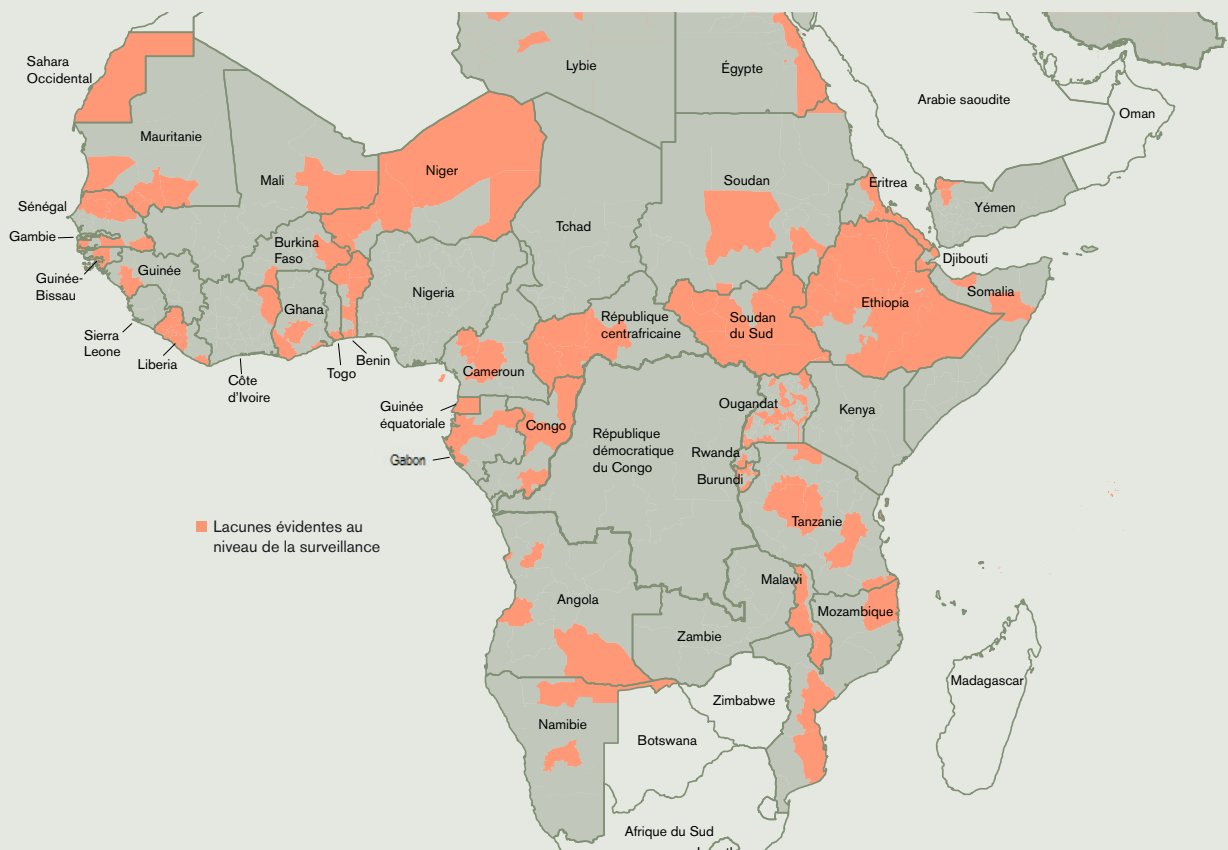 Sahara
Occidental
Lybie
Égypte
Arabie saoudite
Oman
Mauritanie
Mali
Niger
Soudan
Eritrea
Yémen
Sénégal
Gambie
Guinée-
Bissau
Guinée
Burkina
Faso
Tchad
Djibouti
Nigeria
Ghana
Ethiopia
Somalia
Soudan
du Sud
République
centrafricaine
Sierra
Leone
Liberia
Côte
d'Ivoire
Togo
Benin
Cameroun
Guinée
équatoriale
Gabon
Congo
République
démocratique
du Congo
Ougandat
Kenya
Rwanda
Burundi
Tanzanie
Lacunes évidentes au
niveau de la surveillance
Angola
Malawi
Mozambique
Zambie
Madagascar
Zimbabwe
Namibie
Botswana
Afrique du Sud